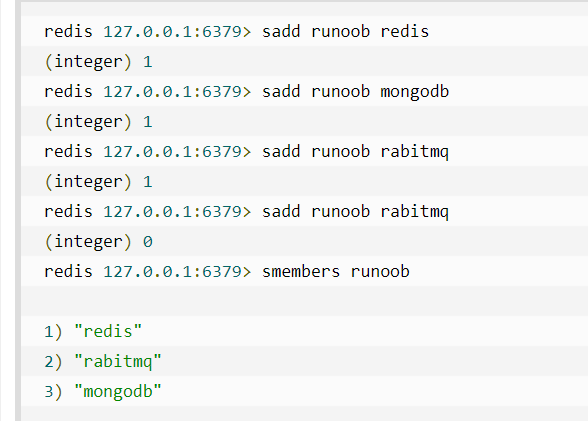 redis 127.0.0.1:6379> sadd runoob redis
(integer) 1
redis 127.0.0.1:6379> sadd runoob mongodb
(integer) 1
redis 127.0.0.1:6379> sadd runoob rabitmq
(integer) 1
redis 127.0.0.1:6379> sadd runoob rabitmq
(integer) 0
redis 127.0.0.1:6379> smembers runoob
1) "redis"
2) "rabitmq"
3) "mongodb"